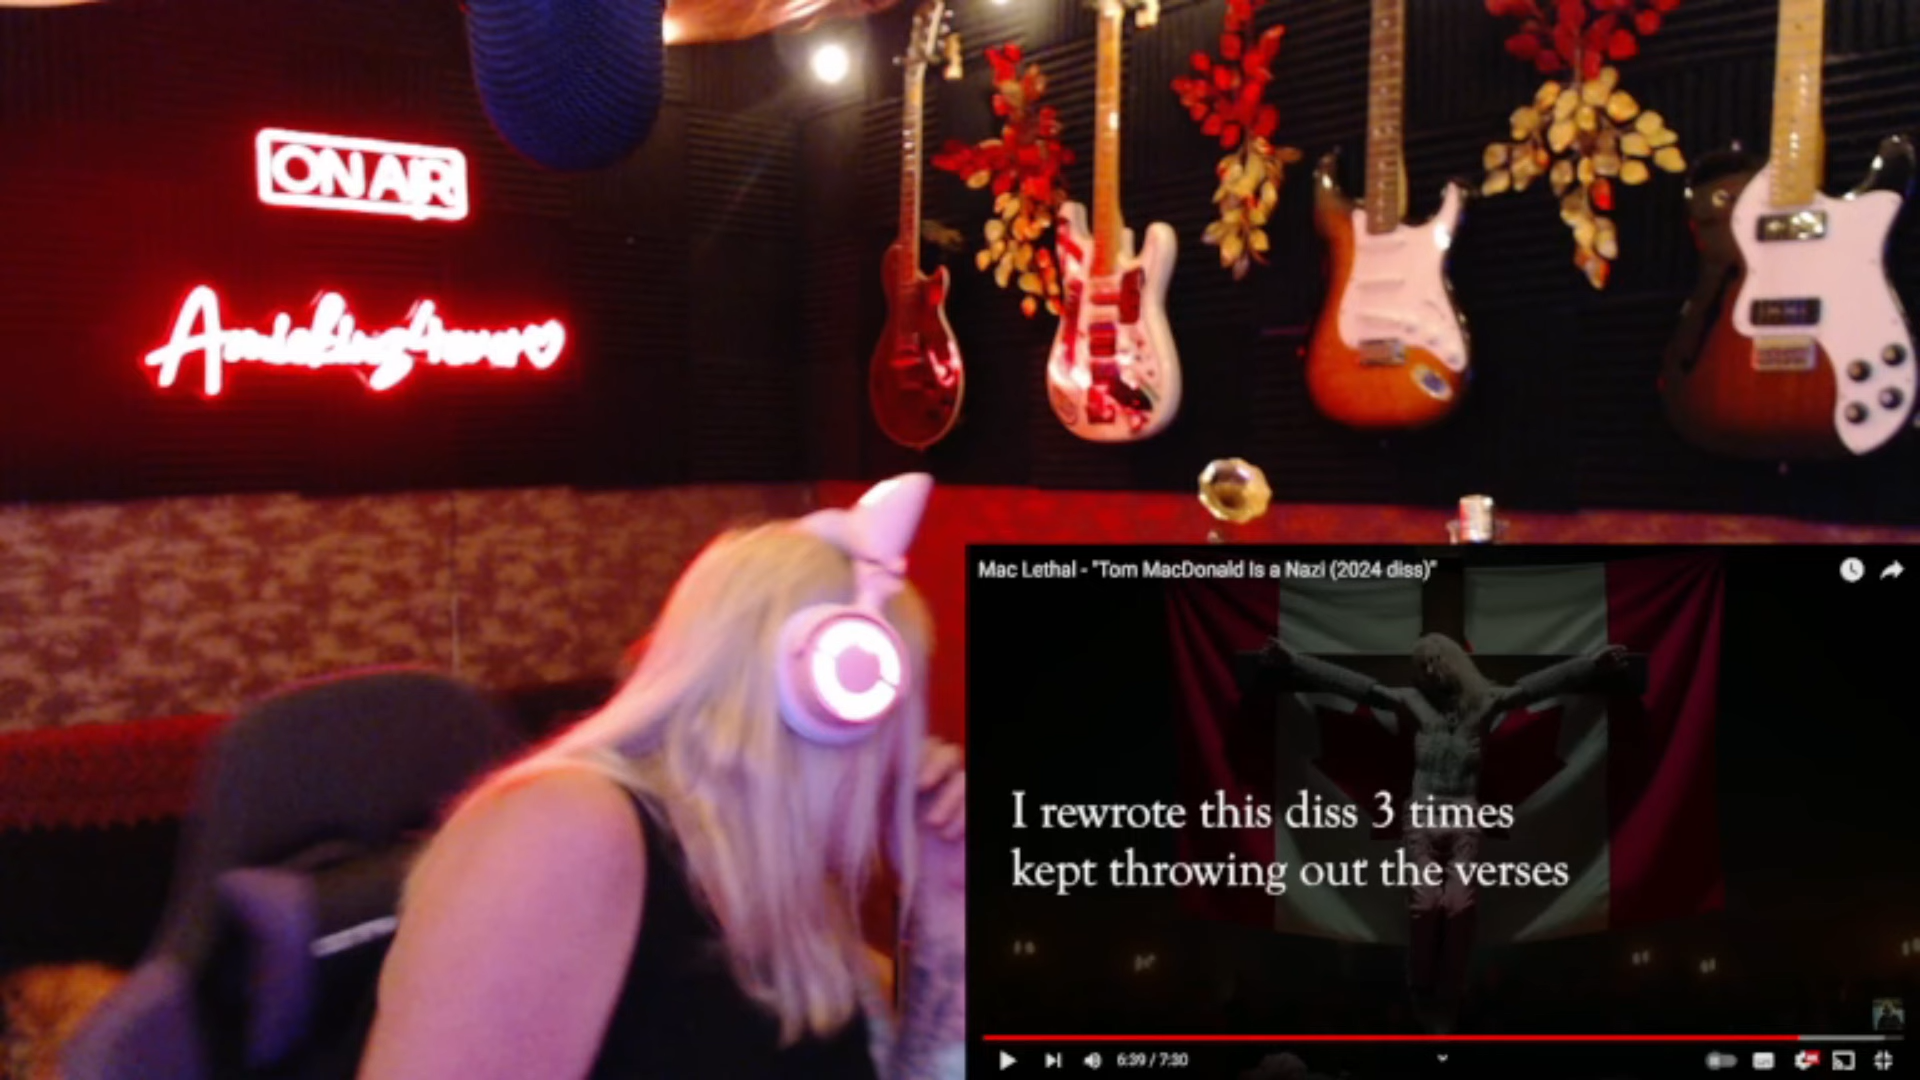 ON AIR
Amiekings4ever
Mac Lethal - "Tom MacDonald Is a Nazi (2024 diss)"
I rewrote this diss 3 times
kept throwing out the verses
6:39 / 7:30